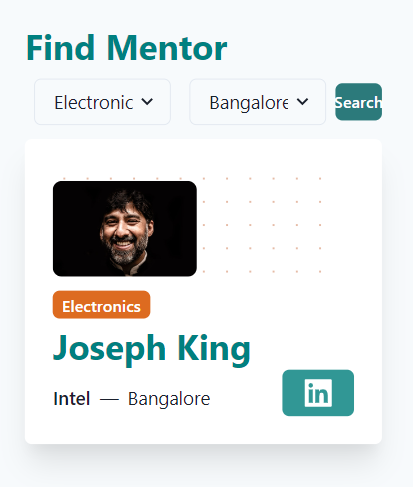 Find Mentor
Electronic Bangalore Search
Electronics
Joseph King
Intel — Bangalore
in